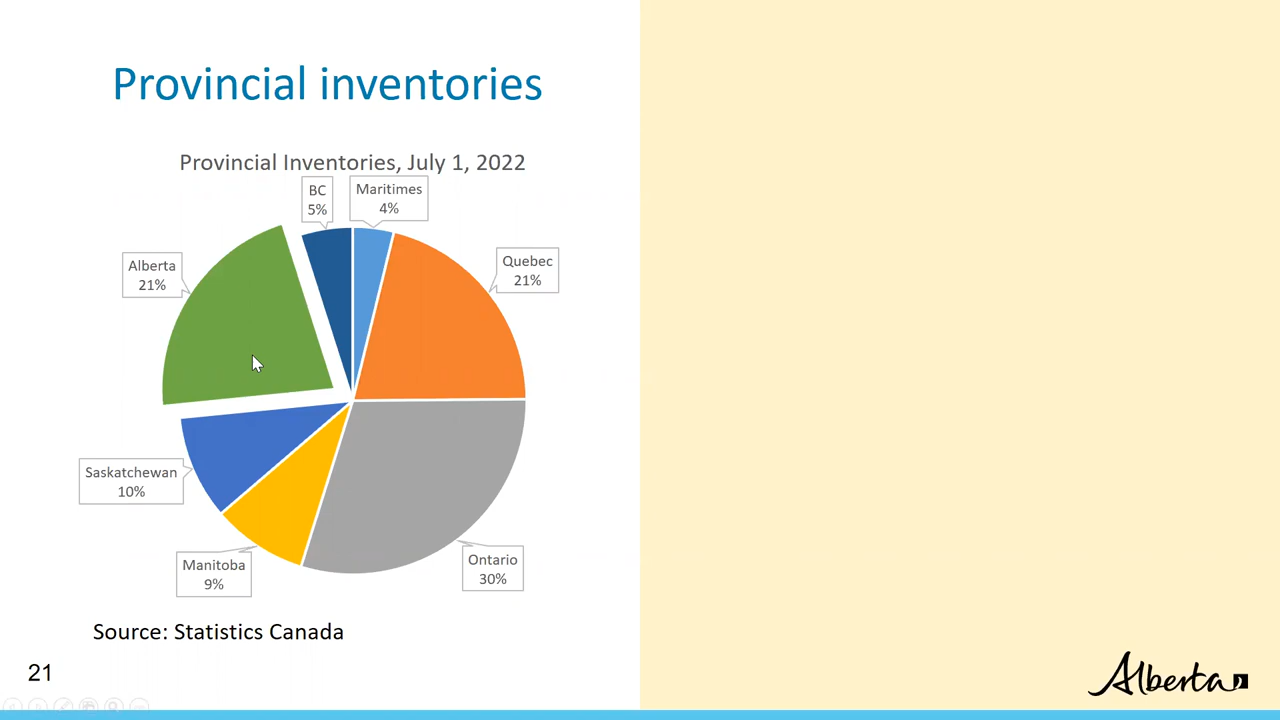 Provincial inventories
Provincial Inventories, July 1, 2022
BC
5%
Maritimes
4%
Quebec
21%
Alberta
21%
Saskatchewan
10%
Manitoba
9%
Ontario
30%
Source: Statistics Canada
21
Alberta